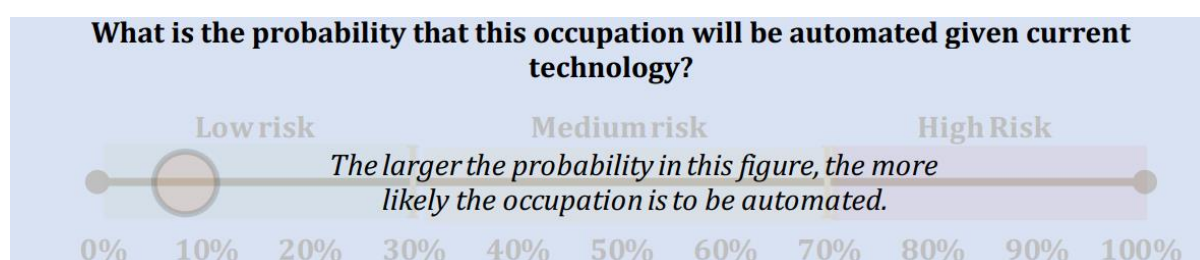 What is the probability that this occupation will be automated given current
technology?
Low risk Medium risk High Risk
The larger the probability in this figure, the more
likely the occupation is to be automated.
0% 10% 20% 30% 40% 50% 60% 70% 80% 90% 100%